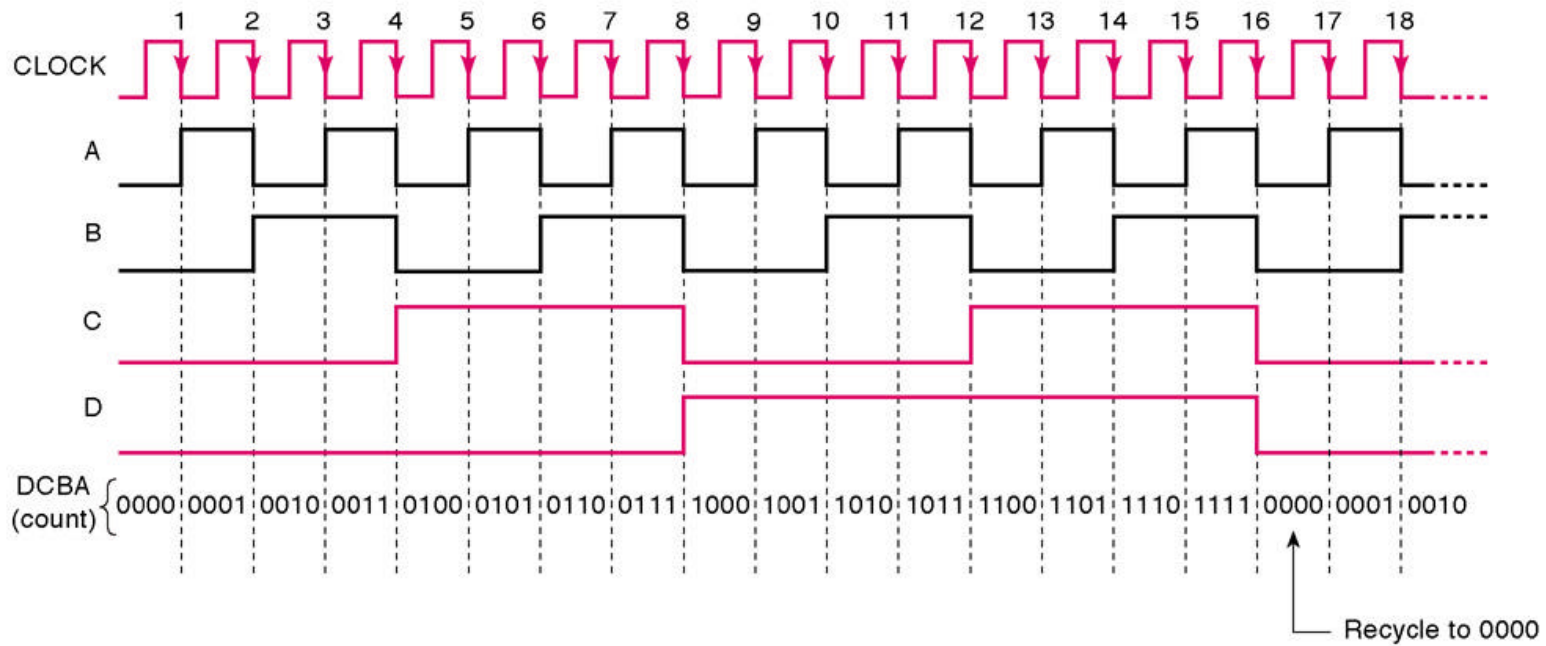 1 2 3 4 5 6 7 8 9 10 11 12 13 14 15 16 17 18
CLOCK
A
B
C
D
DCBA
(count)
0000 0001 0010 0011 0100 0101 0110 0111 1000 1001 1010 1011 1100 1101 1110 1111 0000 0001 0010
Recycle to 0000